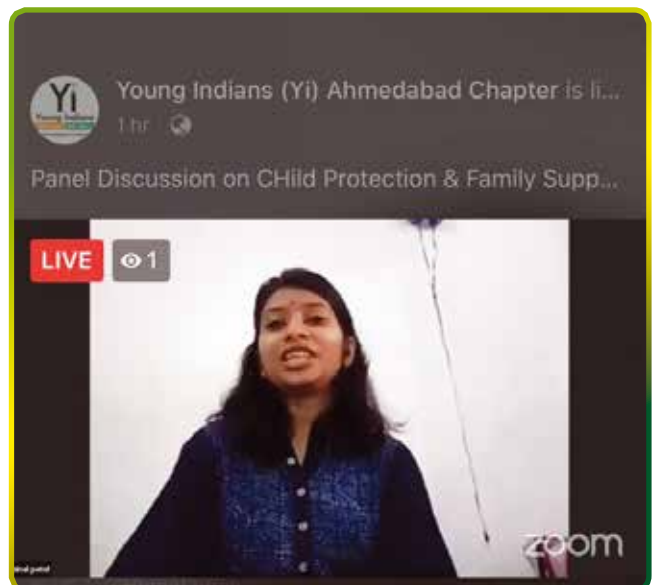 Yi
Young Indians (Yi) Ahmedabad Chapter is li...
1 hr
Panel Discussion on CHild Protection & Family Supp...
LIVE 1
zoom